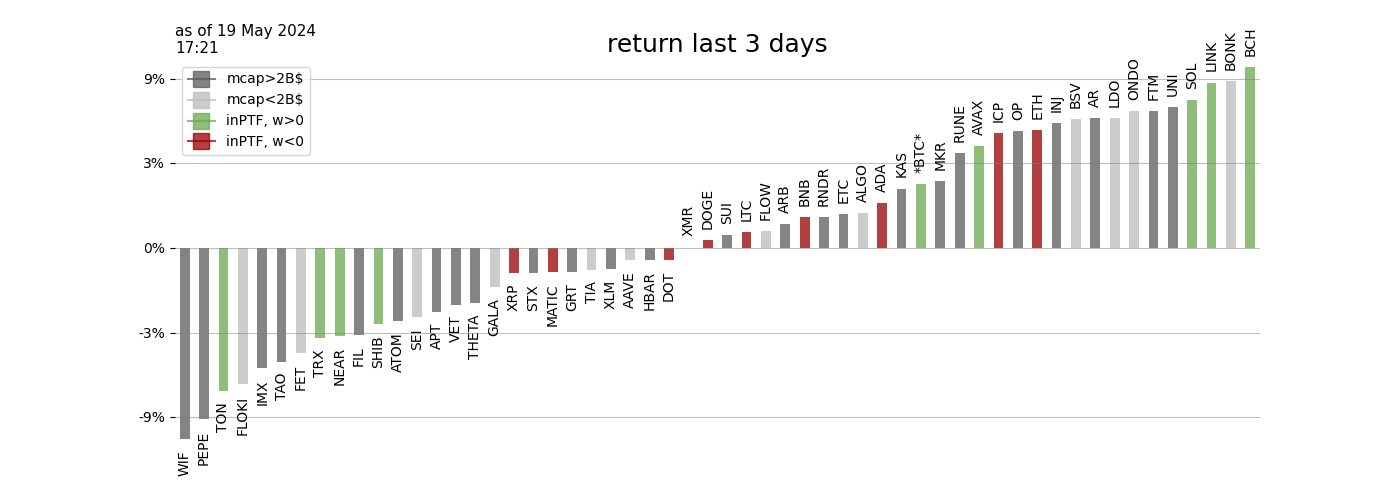 as of 19 May 2024
17:21
return last 3 days
mcap>2B$
mcap<2B$
inPTF, w>0
inPTF, w<0
9%
3%
0%
-3%
-9%
WIF
PEPE
TON
FLOKI
IMX
TAO
FET
TRX
NEAR
FIL
SHIB
ATOM
SEI
APT
VET
THETA
GALA
XRP
STX
MATIC
GRT
TIA
XLM
AAVE
HBAR
DOT
XMR
DOGE
SUI
LTC
FLOW
ARB
BNB
RNDR
ETC
ALGO
ADA
KAS
*BTC*
MKR
RUNE
AVAX
ICP
OP
ETH
INJ
BSV
AR
LDO
ONDO
FTM
UNI
SOL
LINK
BONK
BCH